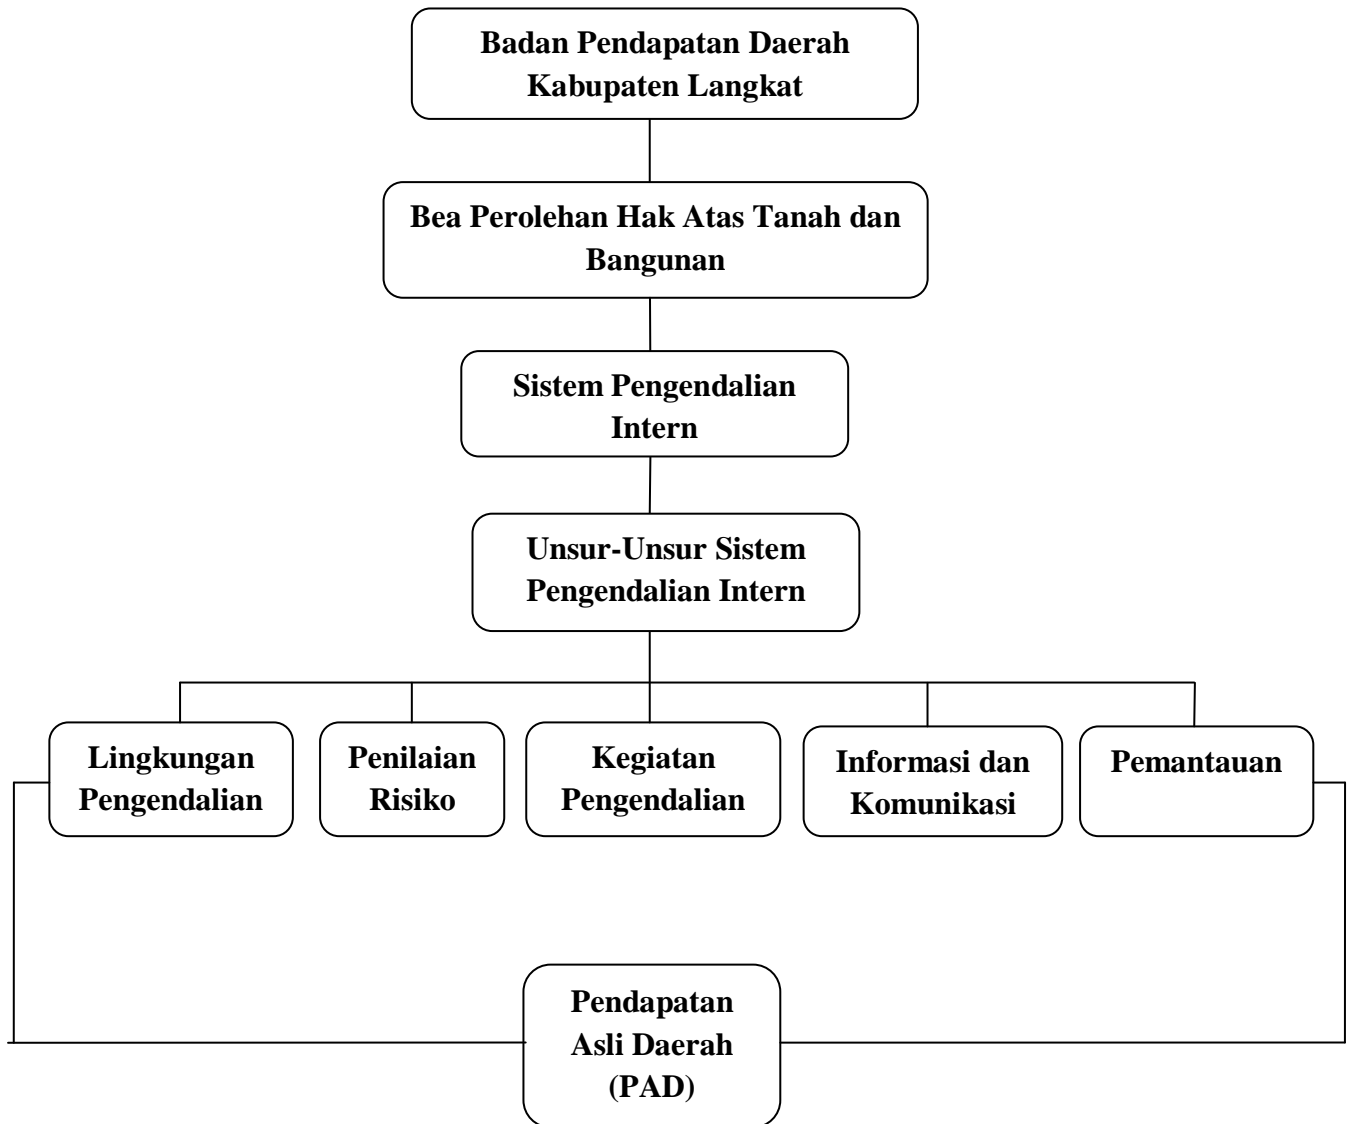 Badan Pendapatan Daerah
Kabupaten Langkat
Bea Perolehan Hak Atas Tanah dan
Bangunan
Sistem Pengendalian
Intern
Unsur-Unsur Sistem
Pengendalian Intern
Lingkungan
Pengendalian
Penilaian
Risiko
Kegiatan
Pengendalian
Informasi dan
Komunikasi
Pemantauan
Pendapatan
Asli Daerah
(PAD)